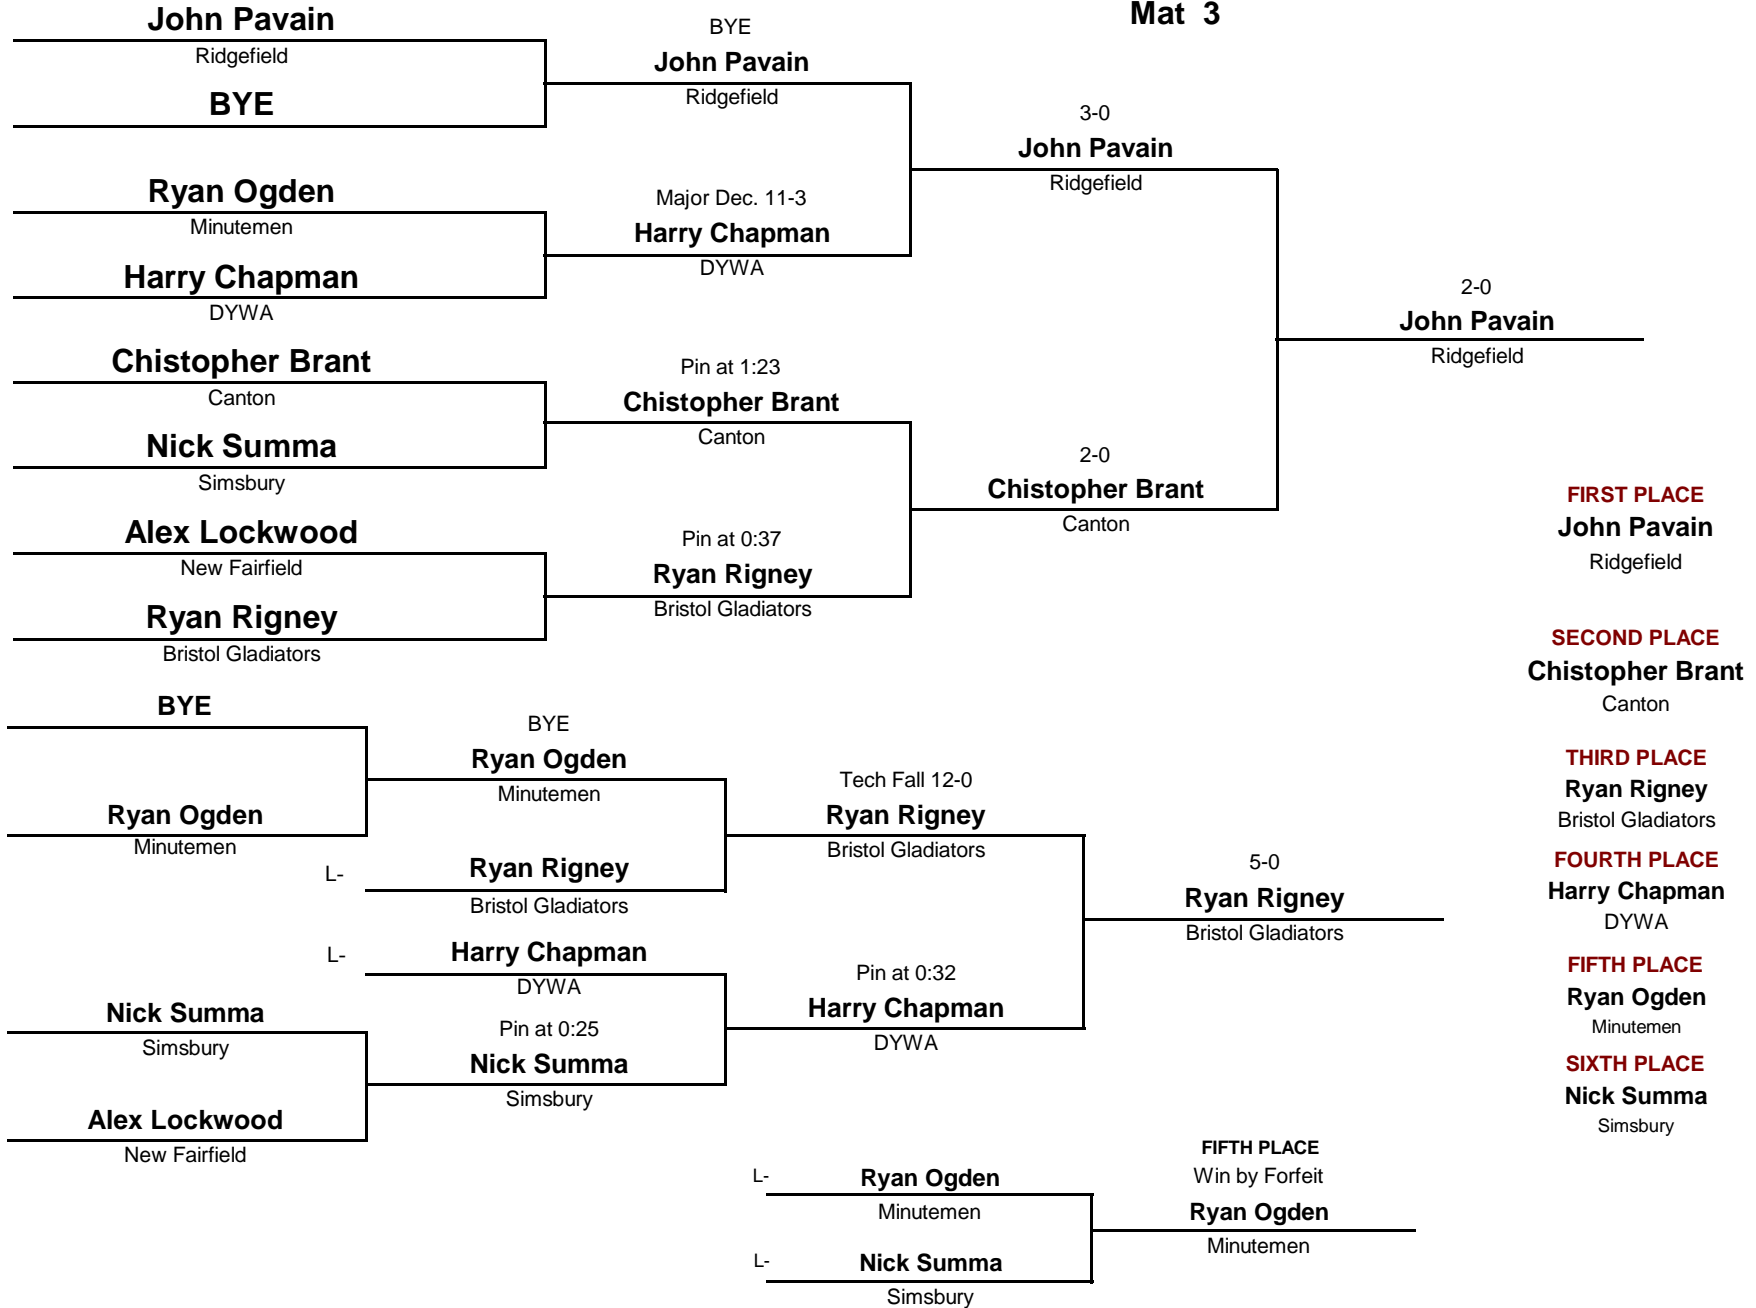 Mat  3
John Pavain
Ridgefield
BYE
Ryan Ogden
Minutemen
Harry Chapman
DYWA
Chistopher Brant
Canton
Nick Summa
Simsbury
Alex Lockwood
New Fairfield
Ryan Rigney
Bristol Gladiators
BYE
John Pavain
Ridgefield
Major Dec. 11-3
Harry Chapman
DYWA
Pin at 1:23
Chistopher Brant
Canton
Pin at 0:37
Ryan Rigney
Bristol Gladiators
3-0
John Pavain
Ridgefield
2-0
Chistopher Brant
Canton
2-0
John Pavain
Ridgefield
BYE
Ryan Ogden
Minutemen
Nick Summa
Simsbury
Alex Lockwood
New Fairfield
BYE
Ryan Ogden
Minutemen
L-
Ryan Rigney
Bristol Gladiators
L-
Harry Chapman
DYWA
Pin at 0:25
Nick Summa
Simsbury
Tech Fall 12-0
Ryan Rigney
Bristol Gladiators
Pin at 0:32
Harry Chapman
DYWA
5-0
Ryan Rigney
Bristol Gladiators
L-
Ryan Ogden
Minutemen
L-
Nick Summa
Simsbury
FIFTH PLACE
Win by Forfeit
Ryan Ogden
Minutemen
FIRST PLACE
John Pavain
Ridgefield
SECOND PLACE
Chistopher Brant
Canton
THIRD PLACE
Ryan Rigney
Bristol Gladiators
FOURTH PLACE
Harry Chapman
DYWA
FIFTH PLACE
Ryan Ogden
Minutemen
SIXTH PLACE
Nick Summa
Simsbury